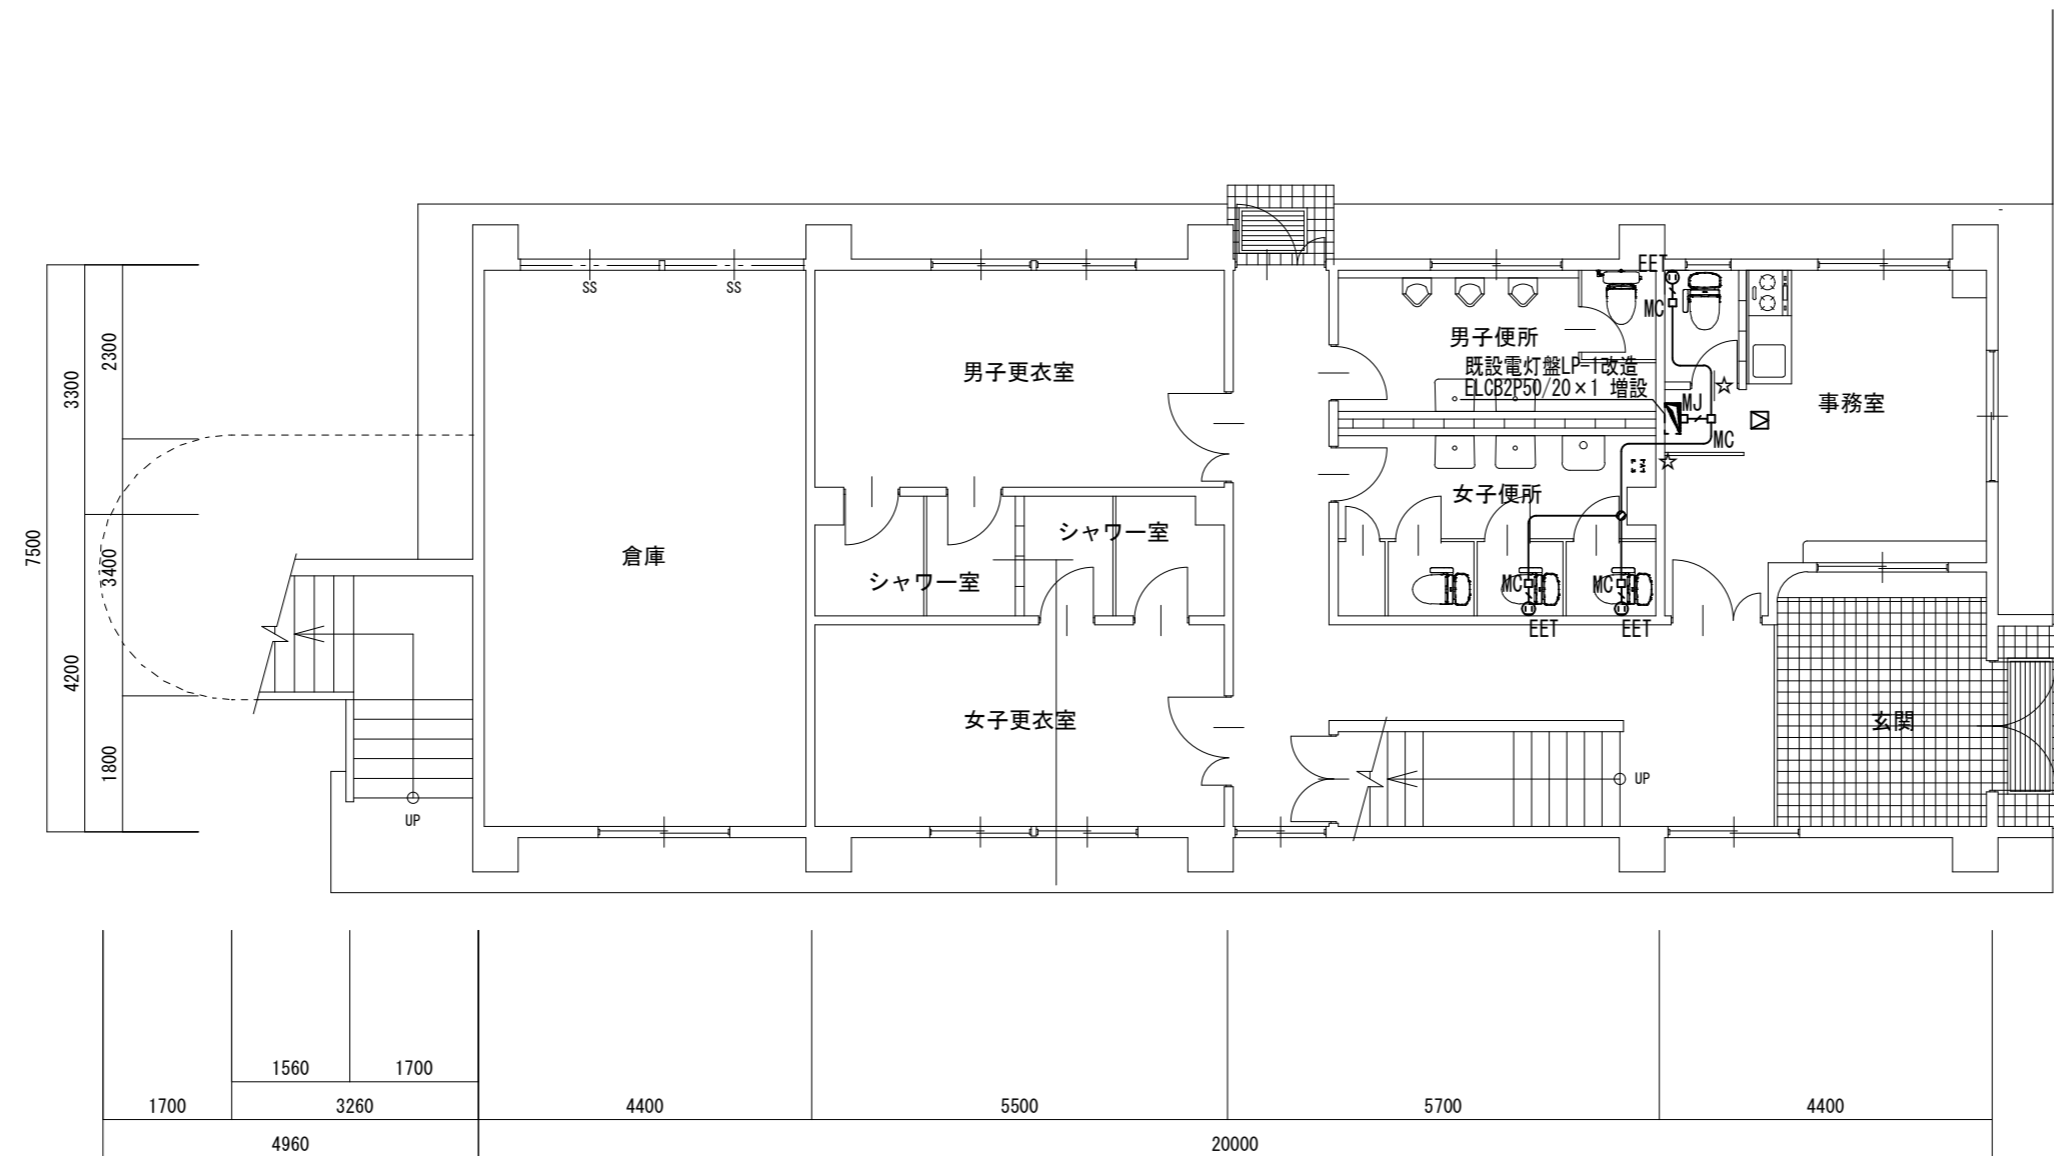 SS
SS
EET
MC
男子便所
既設電灯盤LP-1改造
ELCB2P50/20×1 増設
男子更衣室
MJ
事務室
MC
女子便所
シャワー室
シャワー室
倉庫
MC
MC
EET
EET
女子更衣室
玄関
UP
UP
2300
3300
7500
3400
4200
1800
1560
1700
1700
3260
4400
5500
5700
4400
4960
20000